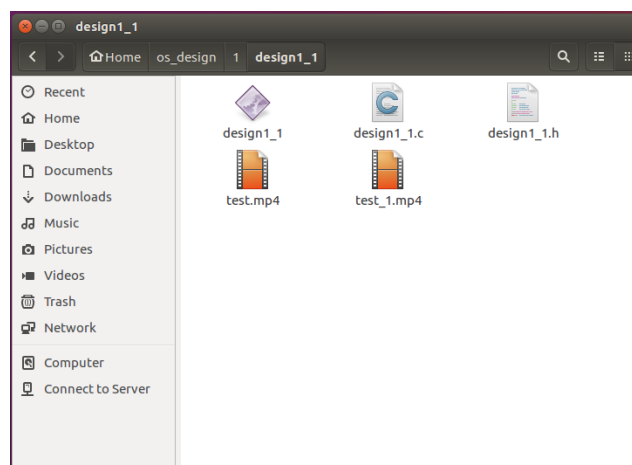 design1_1
Home os_design 1 design1_1
Recent
Home
Desktop
Documents
Downloads
Music
Pictures
Videos
Trash
Network
Computer
Connect to Server
design1_1 design1_1.c design1_1.h
test.mp4 test_1.mp4